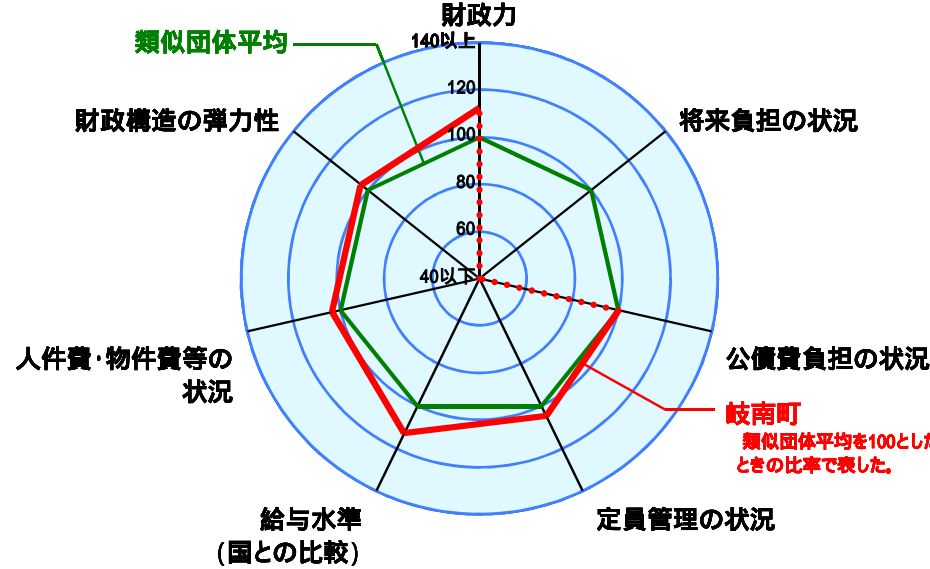 財政力
140以上
類似団体平均
120
財政構造の弾力性
将来負担の状況
100
80
60
40以下
人件費・物件費等の
状況
公債費負担の状況
岐南町
類似団体平均を100とした
ときの比率で表した。
給与水準
(国との比較)
定員管理の状況